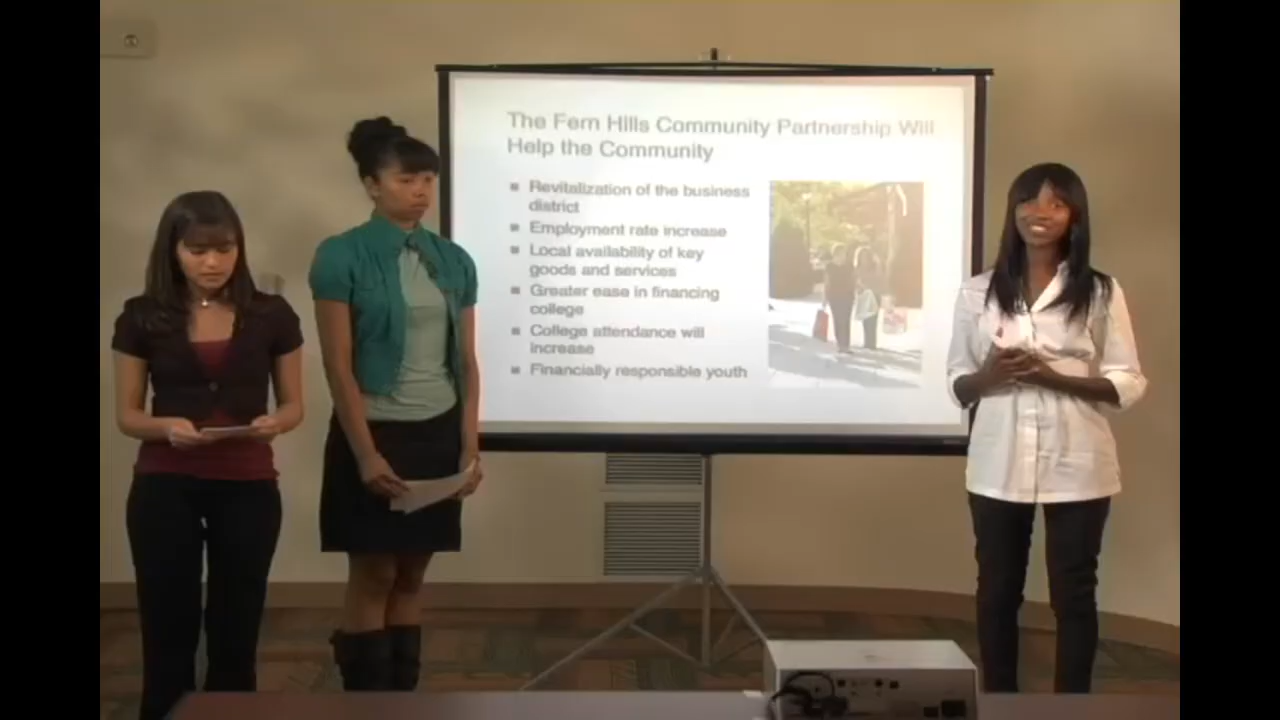 The Fern Hills Community Partnership Will
Help the Community
▪ Revitalization of the business
district
▪ Employment rate increase
▪ Local availability of key
goods and services
▪ Greater ease in financing
college
▪ College attendance will
increase
▪ Financially responsible youth